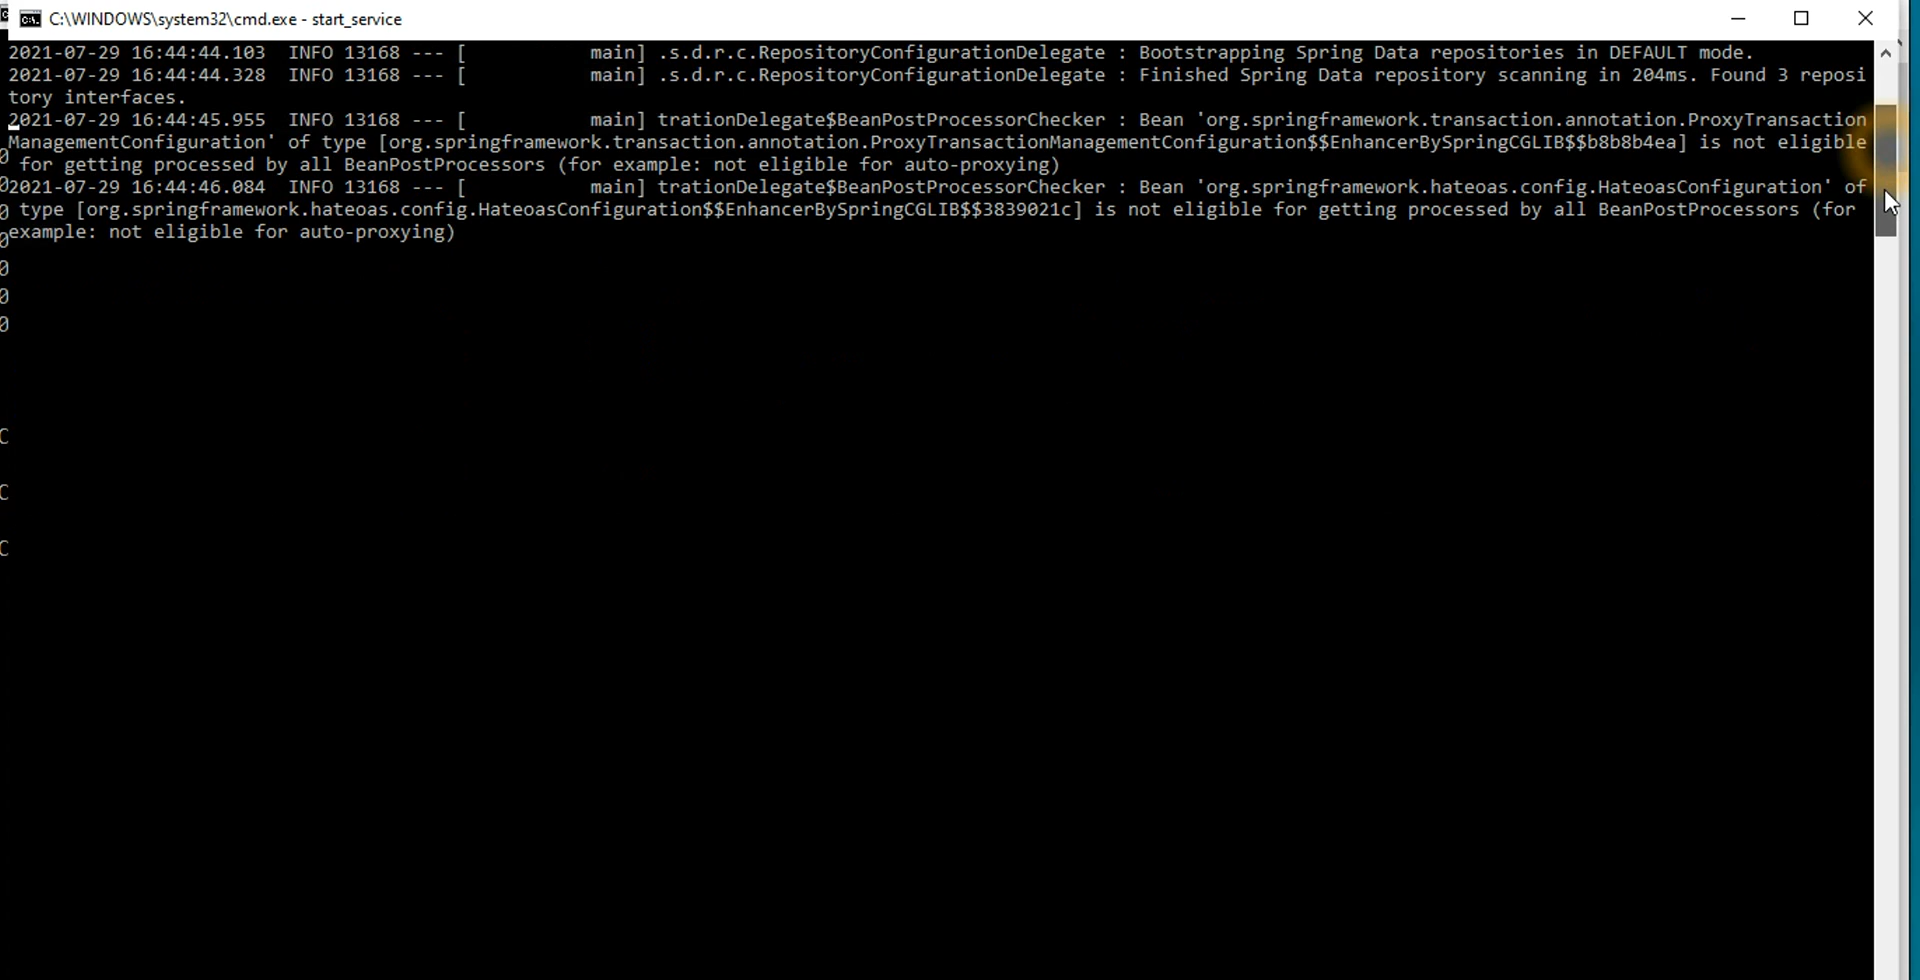 C:\WINDOWS\system32\cmd.exe - start_service
2021-07-29 16:44:44.103  INFO 13168 --- [           main] .s.d.r.c.RepositoryConfigurationDelegate : Bootstrapping Spring Data repositories in DEFAULT mode.
2021-07-29 16:44:44.328  INFO 13168 --- [           main] .s.d.r.c.RepositoryConfigurationDelegate : Finished Spring Data repository scanning in 204ms. Found 3 reposi
tory interfaces.
2021-07-29 16:44:45.955  INFO 13168 --- [           main] trationDelegate$BeanPostProcessorChecker : Bean 'org.springframework.transaction.annotation.ProxyTransaction
ManagementConfiguration' of type [org.springframework.transaction.annotation.ProxyTransactionManagementConfiguration$$EnhancerBySpringCGLIB$$b8b8b4ea] is not eligible
 for getting processed by all BeanPostProcessors (for example: not eligible for auto-proxying)
2021-07-29 16:44:46.084  INFO 13168 --- [           main] trationDelegate$BeanPostProcessorChecker : Bean 'org.springframework.hateoas.config.HateoasConfiguration' of
 type [org.springframework.hateoas.config.HateoasConfiguration$$EnhancerBySpringCGLIB$$3839021c] is not eligible for getting processed by all BeanPostProcessors (for
example: not eligible for auto-proxying)
0
0
0
C
C
C